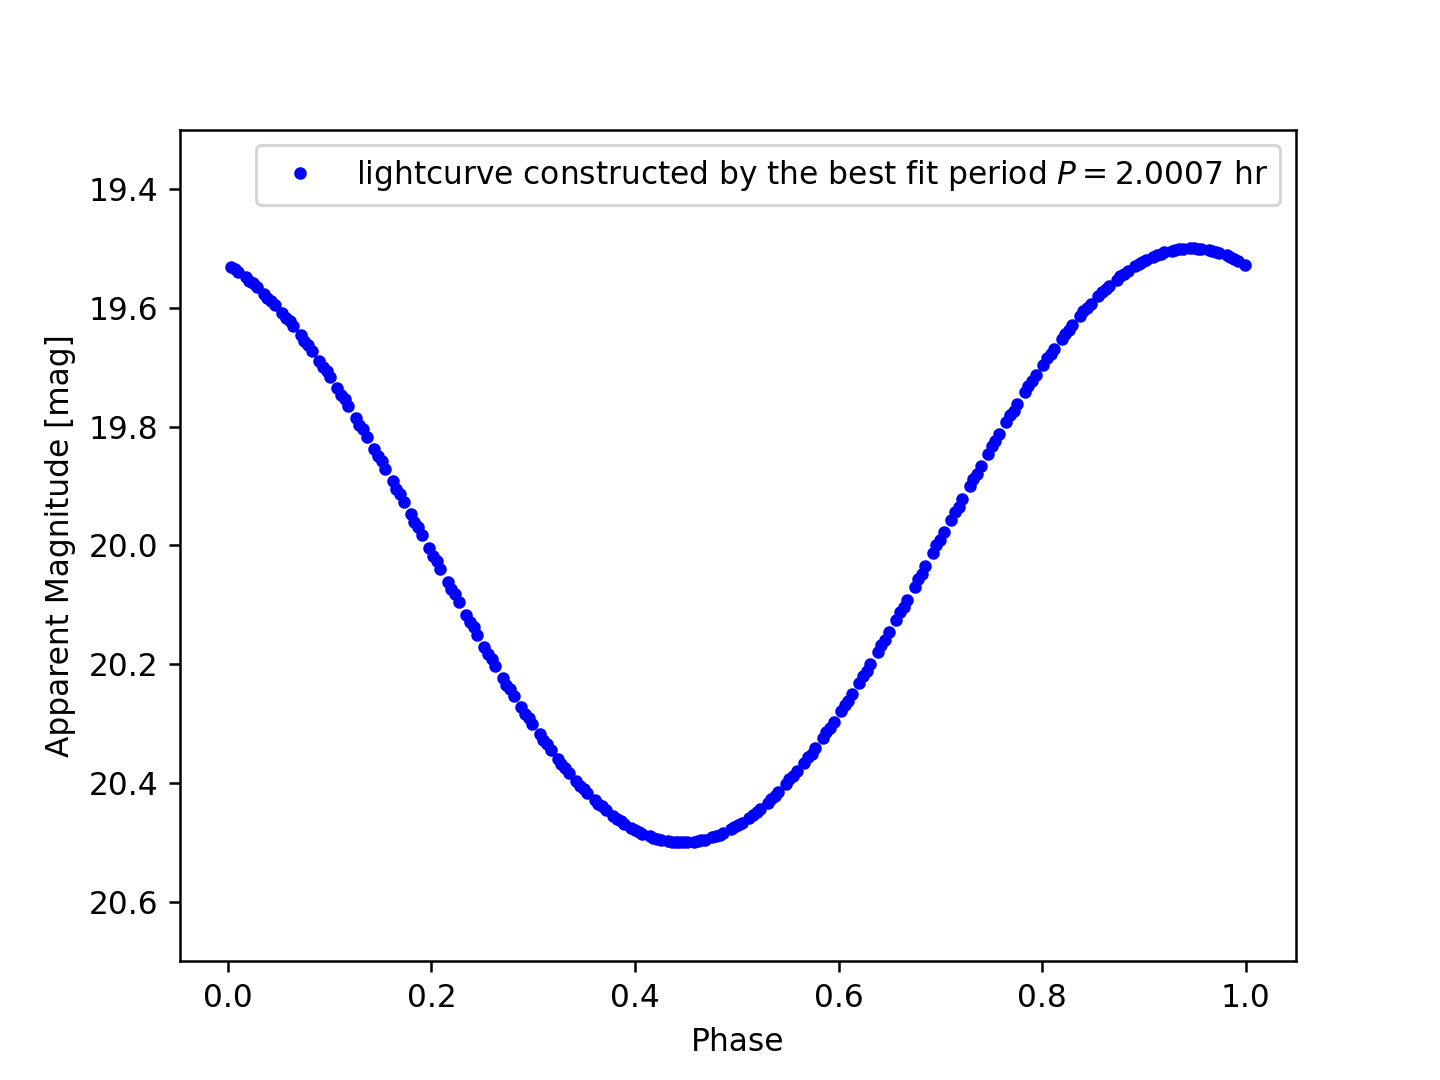 lightcurve constructed by the best fit period P = 2.0007 hr
19.4
19.6
19.8
20.0
20.2
20.4
20.6
Apparent Magnitude [mag]
0.0 0.2 0.4 0.6 0.8 1.0
Phase